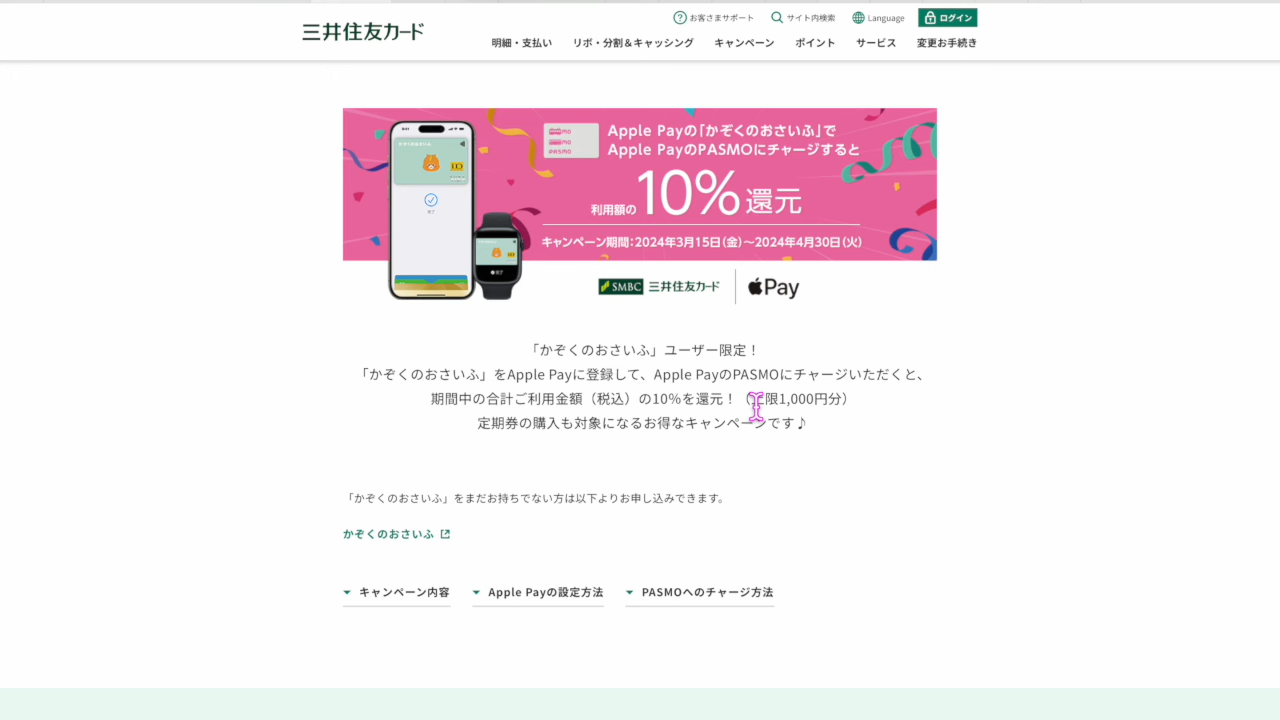 三井住友カード
お客さまサポート
サイト内検索
Language
ログイン
明細・支払い
リボ・分割&キャッシング
キャンペーン
ポイント
サービス
変更お手続き
Apple Payの「かぞくのおさいふ」で
Apple PayのPASMOにチャージすると
利用額の10%還元
キャンペーン期間:2024年3月15日(金)~2024年4月30日(火)
9:41
かぞくのおさいふ
完了
PASMO
SMBC 三井住友カード
Pay
「かぞくのおさいふ」ユーザー限定!
「かぞくのおさいふ」をApple Payに登録して、Apple PayのPASMOにチャージいただくと、
期間中の合計ご利用金額(税込)の10%を還元!(上限1,000円分)
定期券の購入も対象になるお得なキャンペーンです♪
「かぞくのおさいふ」をまだお持ちでない方は以下よりお申し込みできます。
かぞくのおさいふ
キャンペーン内容
Apple Payの設定方法
PASMOへのチャージ方法